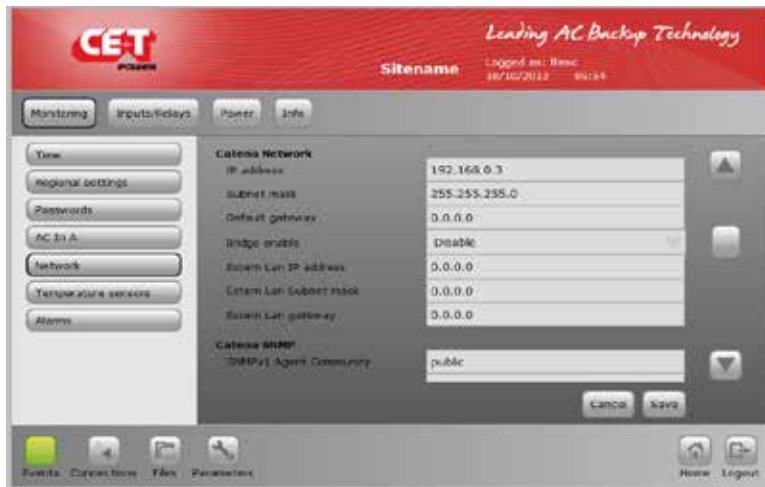 CE+T
POWER
Leading AC Backup Technology
Sitename
Logged as: Basic
Monitoring
Inputs/Relays
Power
Info
Time
Regional settings
Passwords
AC In A
Network
Temperature sensors
Alarms
Catena Network
IP address
192.168.0.3
Subnet mask
255.255.255.0
Default gateway
0.0.0.0
Bridge enable
Disable
Extern Lan IP address
0.0.0.0
Extern Lan Subnet mask
0.0.0.0
Extern Lan gateway
0.0.0.0
Catena SNMP
SNMPv1 Agent Community
public
Cancel
Save
Events
Connections
Files
Parameters
Home
Logout